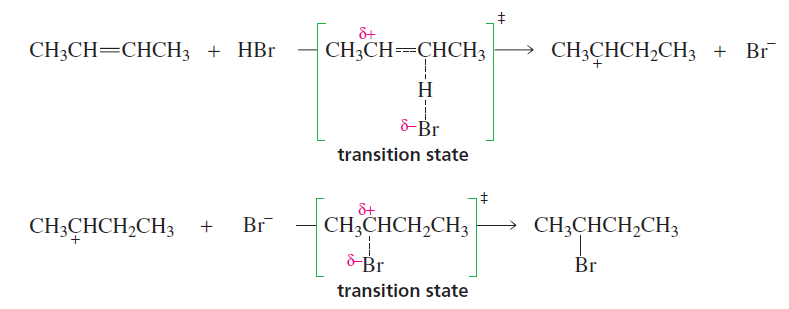 CH₃CH=CHCH₃ + HBr [CH₃CH==CHCH₃ ‡ → CH₃CHCH₂CH₃ + Br⁻
δ+
+
H
δ–Br
transition state
CH₃CHCH₂CH₃ + Br⁻ [CH₃CHCH₂CH₃]‡ → CH₃CHCH₂CH₃
+
δ+
δ–Br
Br
transition state